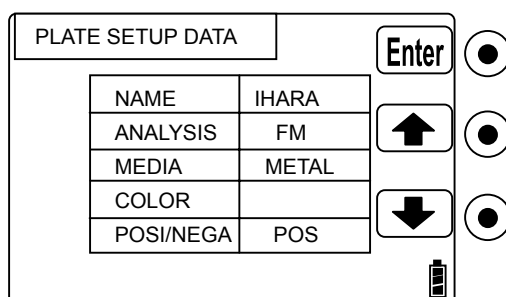 PLATE SETUP DATA
Enter
NAME IHARA
ANALYSIS FM
MEDIA METAL
COLOR
POSI/NEGA POS